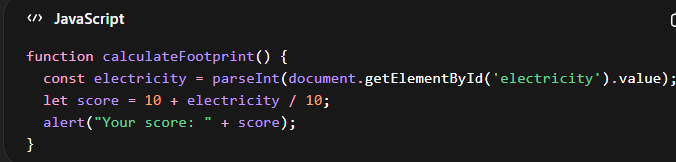 </> JavaScript
function calculateFootprint() {
  const electricity = parseInt(document.getElementById('electricity').value);
  let score = 10 + electricity / 10;
  alert("Your score: " + score);
}